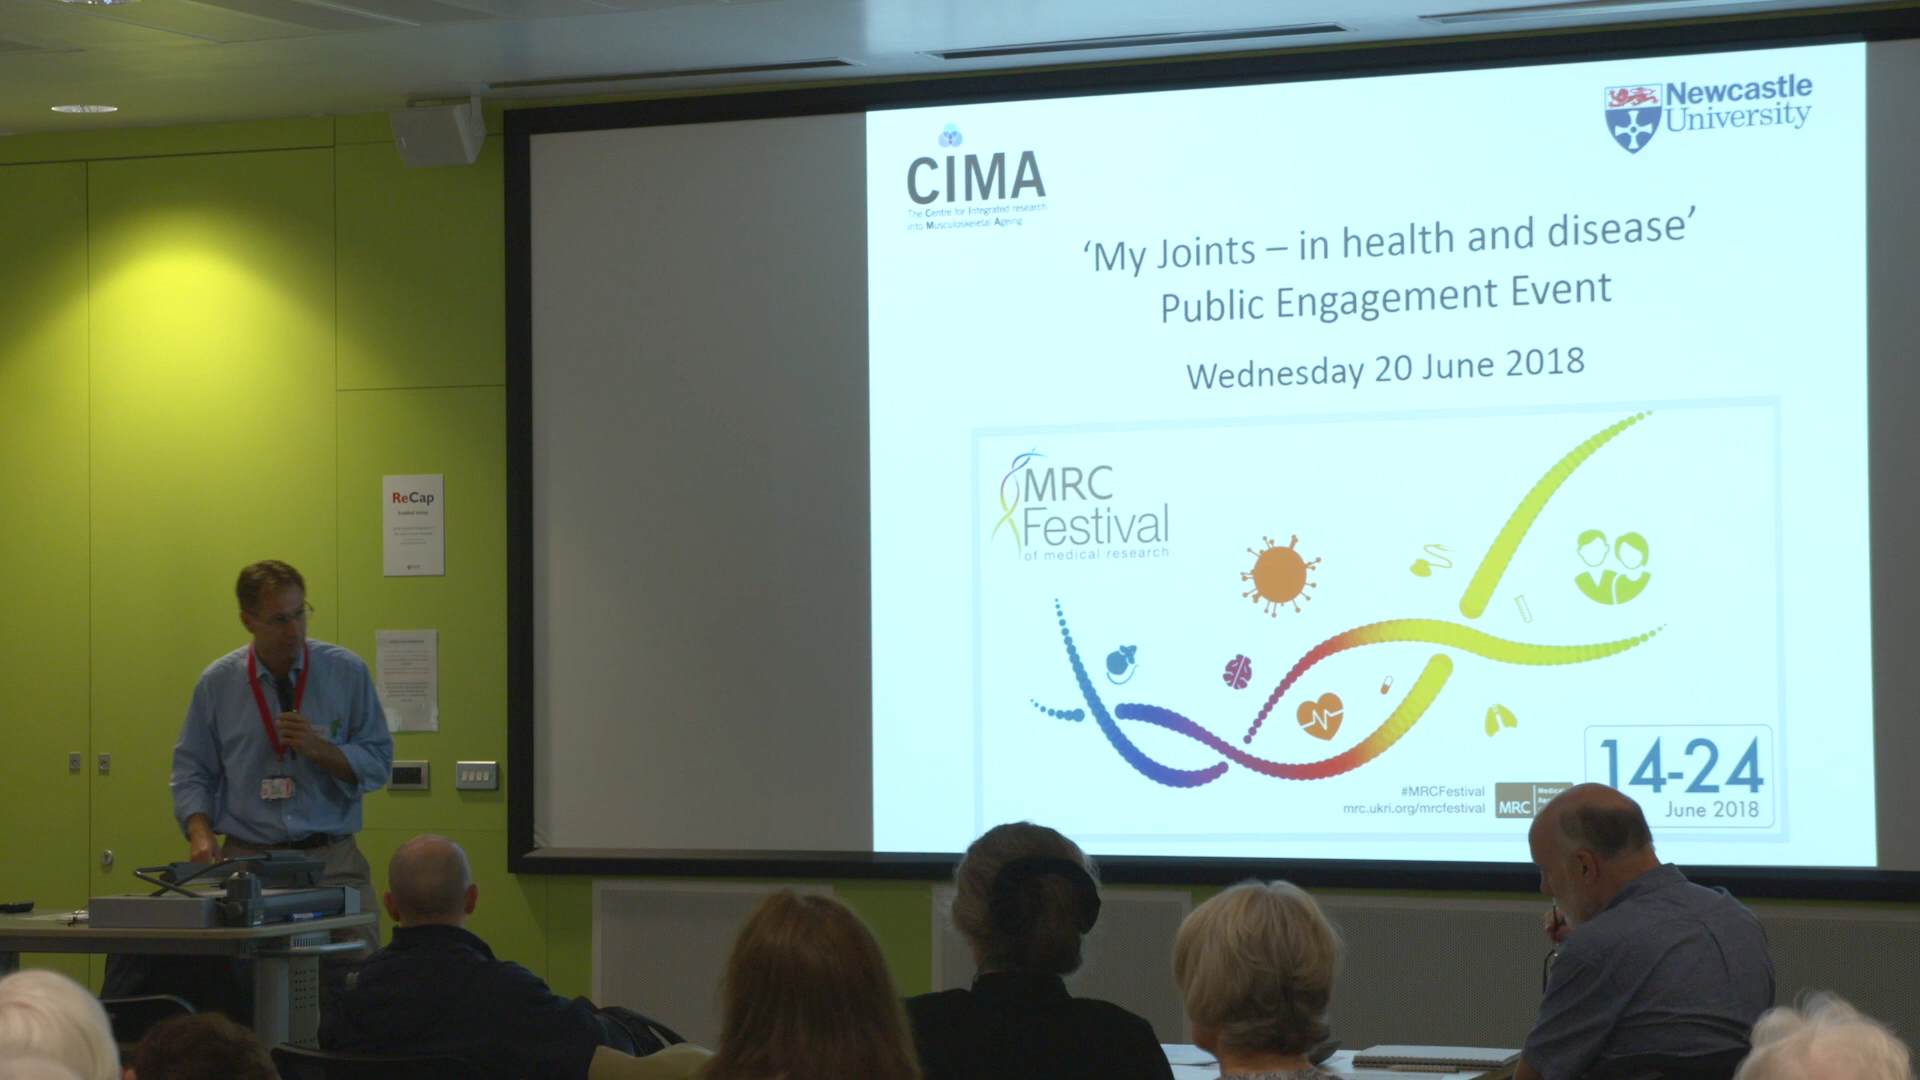 Newcastle
University
CIMA
The Centre for Integrated research
into Musculoskeletal Ageing
‘My Joints – in health and disease’
Public Engagement Event
Wednesday 20 June 2018
MRC
Festival
of medical research
14-24
June 2018
#MRCFestival
mrc.ukri.org/mrcfestival
MRC
ReCap